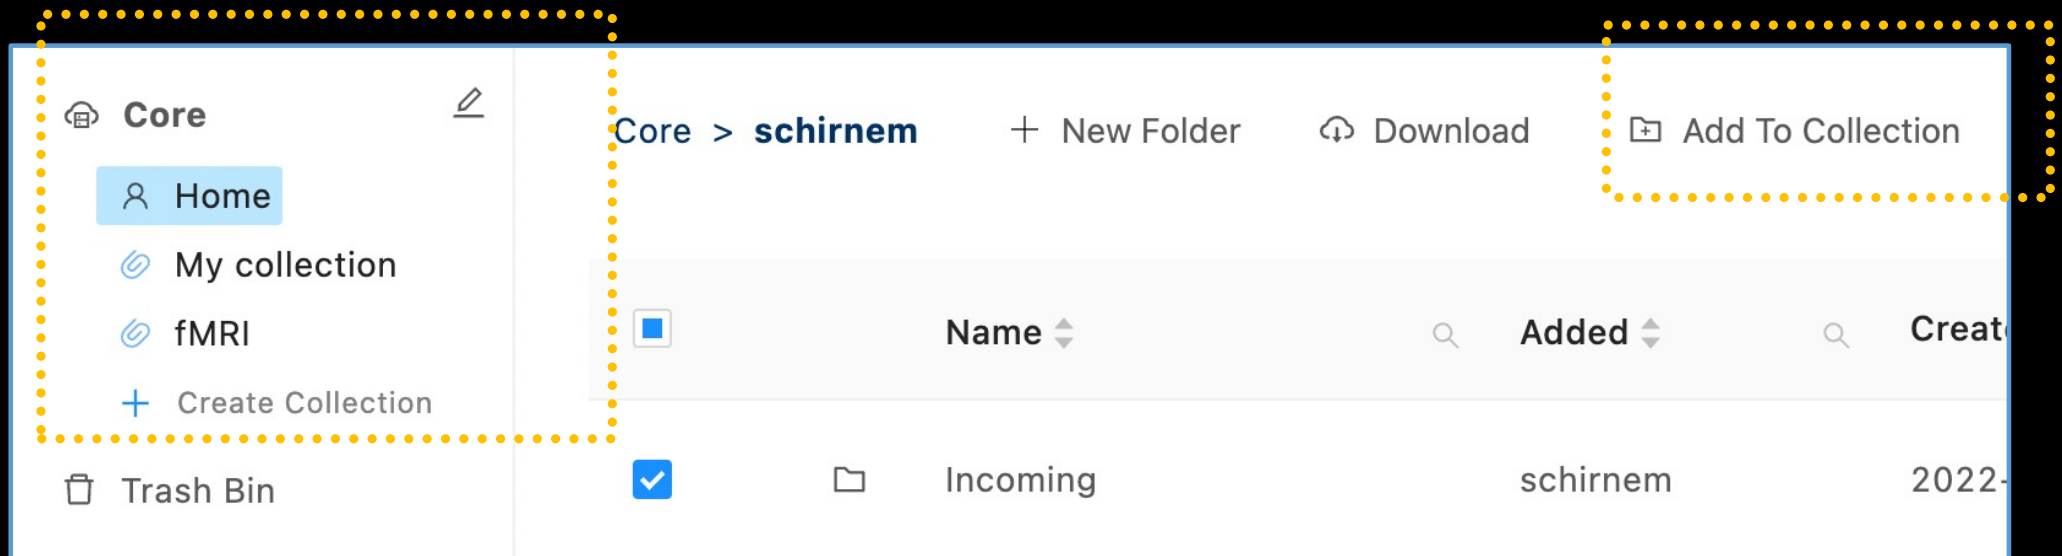 Core
Home
My collection
fMRI
Create Collection
Trash Bin
Core > schirnem
New Folder
Download
Add To Collection
Name
Added
Incoming
schirnem
2022-